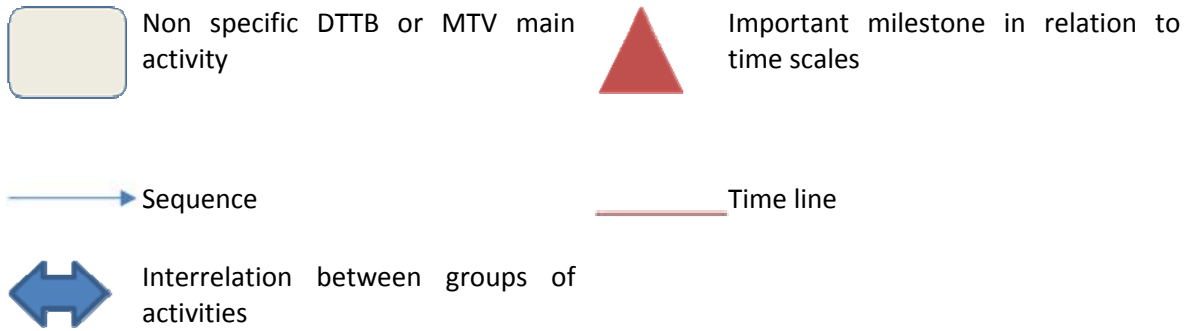 Non specific DTTB or MTV main
activity
Important milestone in relation to
time scales
Sequence
Time line
Interrelation between groups of
activities